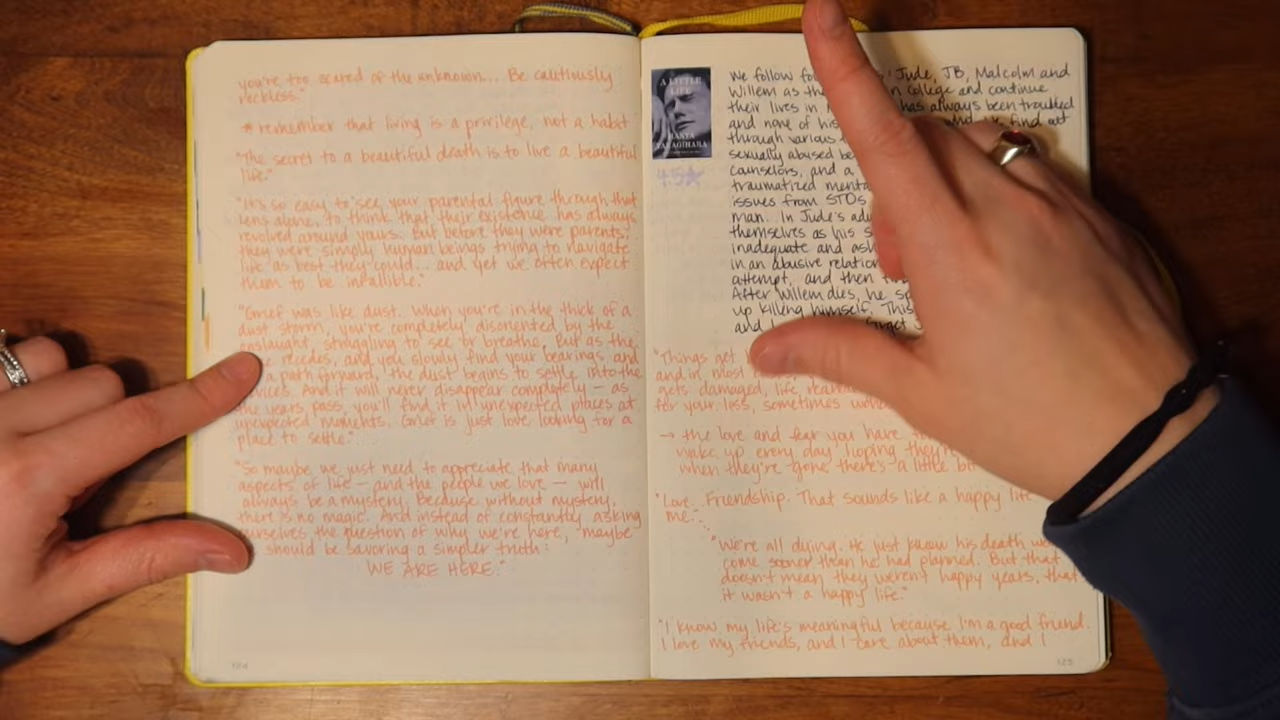 you're too scared of the unknown... Be cautiously
reckless."
* remember that living is a privilege, not a habit
"The secret to a beautiful death is to live a beautiful
life."
"It's so easy to see your parental figure through that
lens alone, to think that their existence has always
revolved around yours. But before they were parents,
they were simply human beings trying to navigate
life as best they could... and yet we often expect
them to be infallible."
"Grief was like dust. When you're in the thick of a
dust storm, you're completely disoriented by the
onslaught, struggling to see or breathe. But as the
recedes, and you slowly find your bearings and
a path forward, the dust begins to settle into the
crevices. And it will never disappear completely — as
the years pass, you'll find it in unexpected places at
unexpected moments. Grief is just love looking for a
place to settle."
"So maybe we just need to appreciate that many
aspects of life — and the people we love — will
always be a mystery. Because without mystery,
there is no magic. And instead of constantly asking
ourselves the question of why we're here, maybe
should be savoring a simpler truth:
WE ARE HERE."
124
A LITTLE
LIFE
HANYA
YANAGIHARA
4.5☆
We follow Jude, JB, Malcolm and
Willem as the in college and continue
their lives in has always been troubled
and none of his find out
through various
sexually abused
counselors, and a
traumatized
issues from STDs
man. In Jude's
themselves as his
inadequate and
in an abusive
attempt, and then
After Willem dies, he
up killing himself. This
and I
"Things get
and in most
gets damaged, life
for your loss, sometimes
→ the love and fear you have
wake up every day hoping
when they're gone, there's a little
"Love. Friendship. That sounds like a happy life
me...
"We're all dying. He just knew his death
come sooner than he had planned. But that
doesn't mean they weren't happy years, that
it wasn't a happy life."
"I know my life's meaningful because I'm a good friend.
I love my friends, and I care about them, and I
125